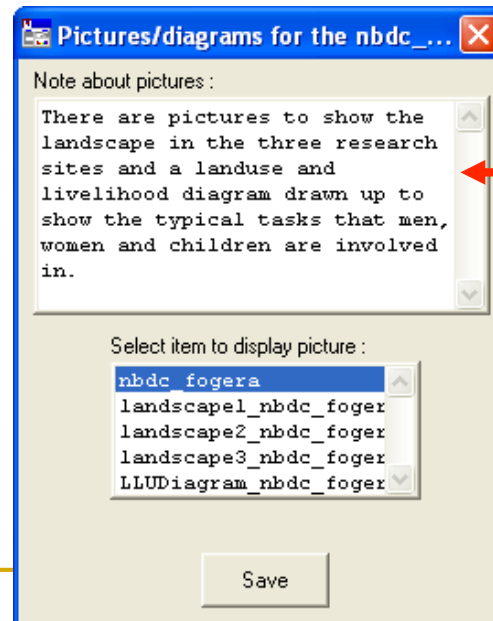 Pictures/diagrams for the nbdc_...
Note about pictures :
There are pictures to show the
landscape in the three research
sites and a landuse and
livelihood diagram drawn up to
show the typical tasks that men,
women and children are involved
in.
Select item to display picture :
nbdc_fogera
landscape1_nbdc_foger
landscape2_nbdc_foger
landscape3_nbdc_foger
LLUDiagram_nbdc_foger
Save